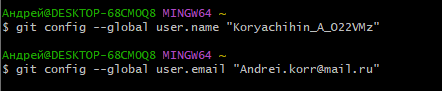 Андрей@DESKTOP-68CMOQ8 MINGW64 ~
$ git config --global user.name "Koryachihin_A_O22VMz"
Андрей@DESKTOP-68CMOQ8 MINGW64 ~
$ git config --global user.email "Andrei.korr@mail.ru"